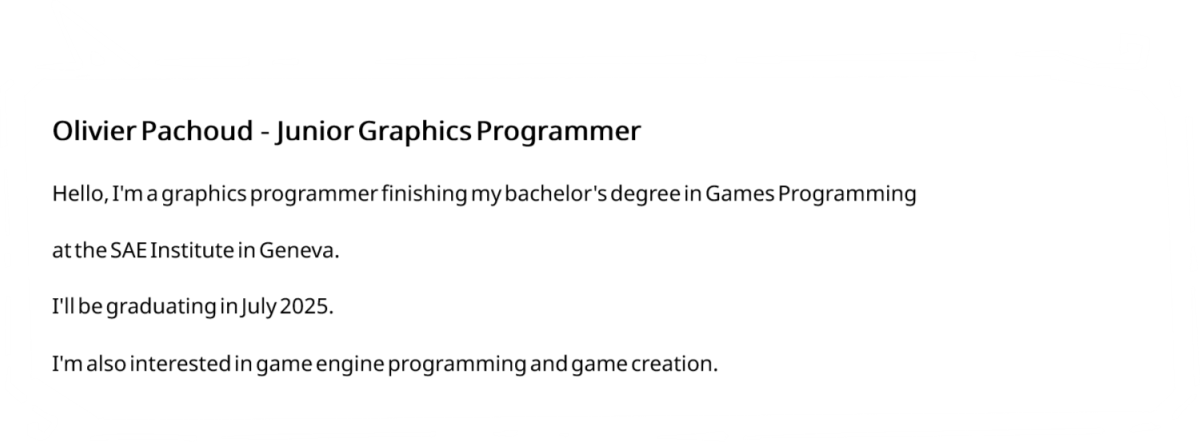 Olivier Pachoud - Junior Graphics Programmer
Hello, I'm a graphics programmer finishing my bachelor's degree in Games Programming
at the SAE Institute in Geneva.
I'll be graduating in July 2025.
I'm also interested in game engine programming and game creation.